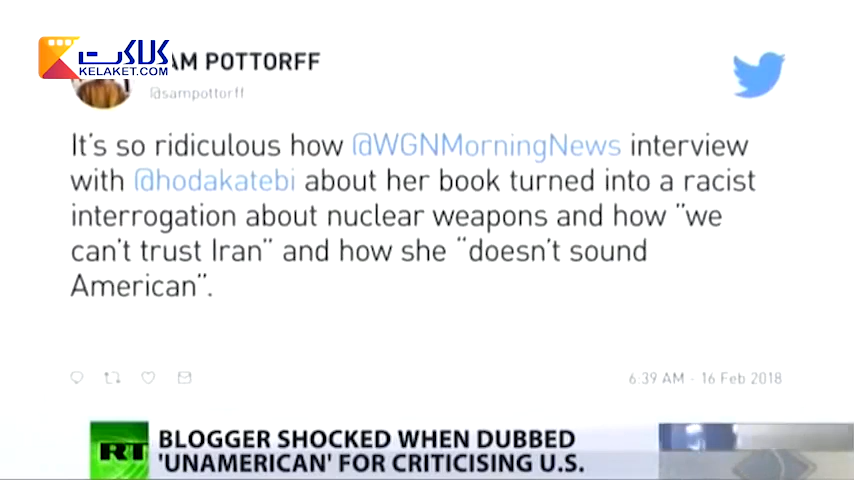 کلاکت
KELAKET.COM
AM POTTORFF
@sampottorff
It's so ridiculous how @WGNMorningNews interview
with @hodakatebi about her book turned into a racist
interrogation about nuclear weapons and how "we
can't trust Iran" and how she "doesn't sound
American".
6:39 AM - 16 Feb 2018
RT
BLOGGER SHOCKED WHEN DUBBED
'UNAMERICAN' FOR CRITICISING U.S.